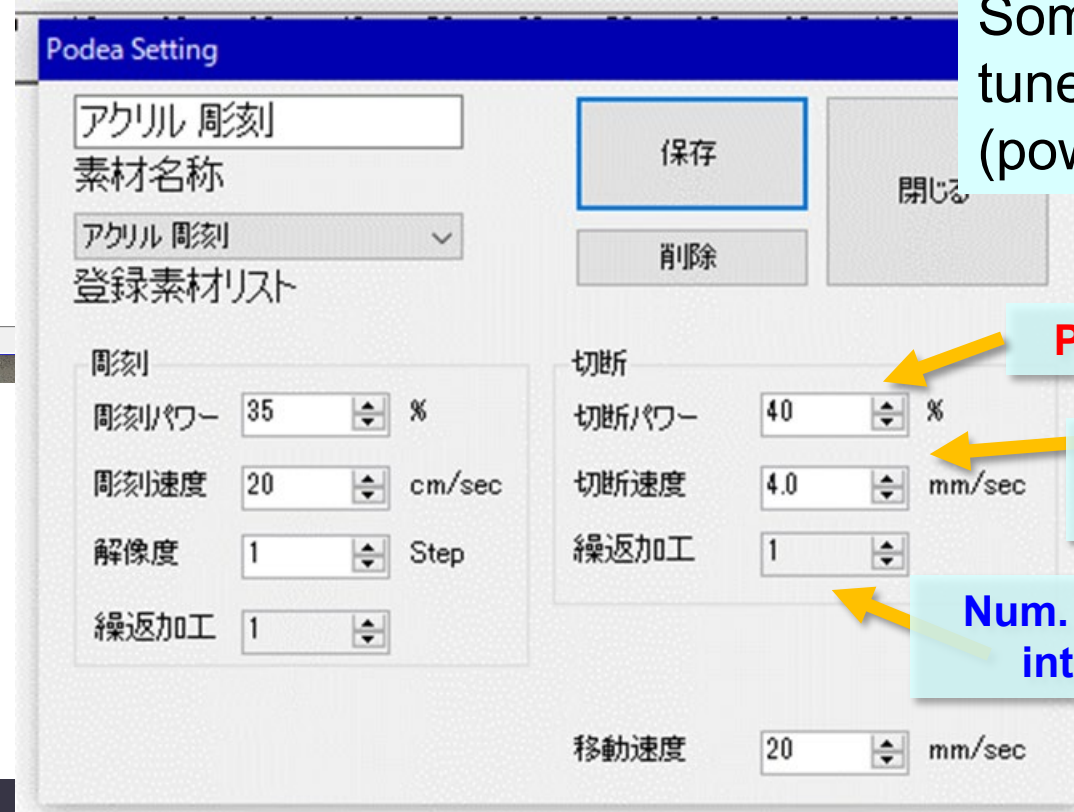 Som
tune
(pow
Podea Setting
アクリル 彫刻
素材名称
アクリル 彫刻
登録素材リスト
保存
閉じる
削除
彫刻
彫刻パワー 35 %
彫刻速度 20 cm/sec
解像度 1 Step
繰返加工 1
切断
切断パワー 40 %
切断速度 4.0 mm/sec
繰返加工 1
移動速度 20 mm/sec
P
Num.
int